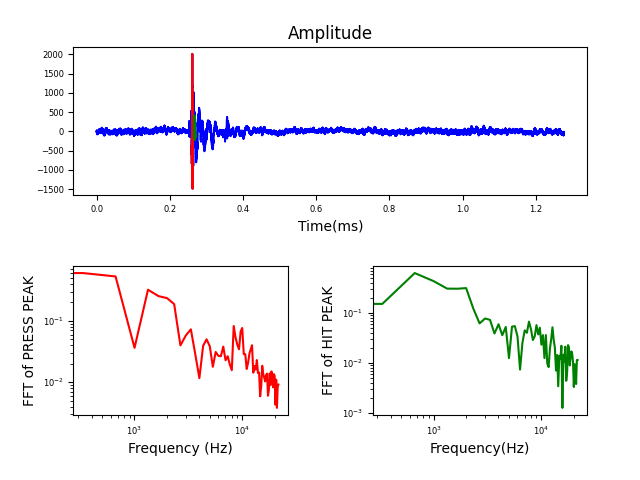 Amplitude
2000
1500
1000
500
0
−500
−1000
−1500
0.0 0.2 0.4 0.6 0.8 1.0 1.2
Time(ms)
FFT of PRESS PEAK
10⁻¹
10⁻²
10³ 10⁴
Frequency (Hz)
FFT of HIT PEAK
10⁻¹
10⁻²
10⁻³
10³ 10⁴
Frequency(Hz)